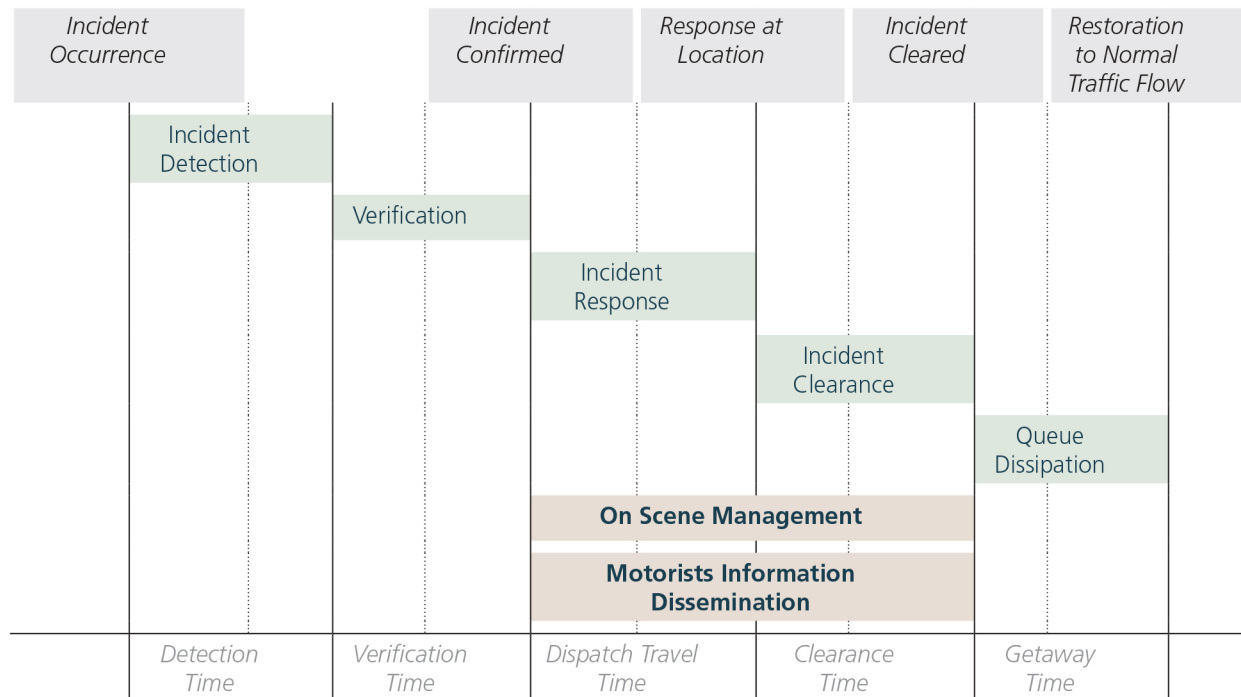 Incident
Occurrence
Incident
Confirmed
Response at
Location
Incident
Cleared
Restoration
to Normal
Traffic Flow
Incident
Detection
Verification
Incident
Response
Incident
Clearance
Queue
Dissipation
On Scene Management
Motorists Information
Dissemination
Detection
Time
Verification
Time
Dispatch Travel
Time
Clearance
Time
Getaway
Time